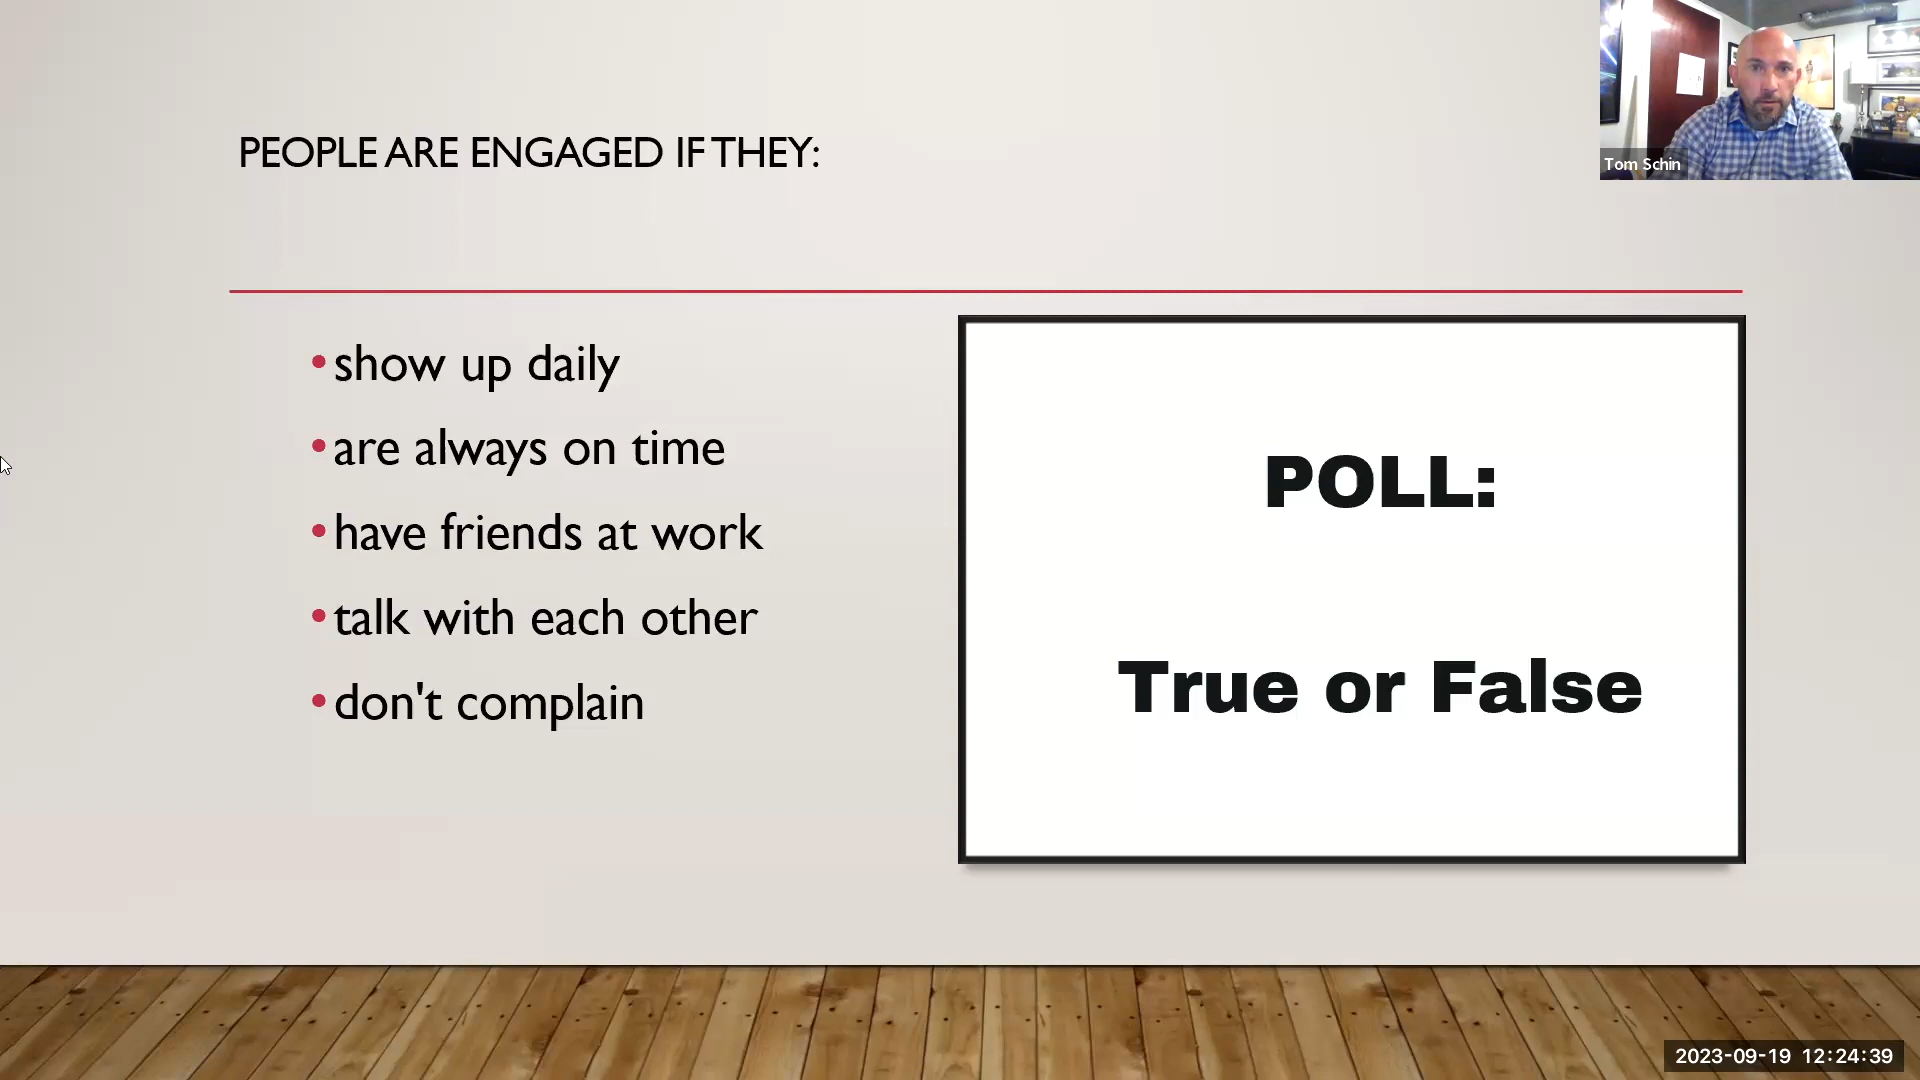 PEOPLE ARE ENGAGED IF THEY:
Tom Schin
•show up daily
•are always on time
•have friends at work
•talk with each other
•don't complain
POLL:
True or False
2023-09-19 12:24:39